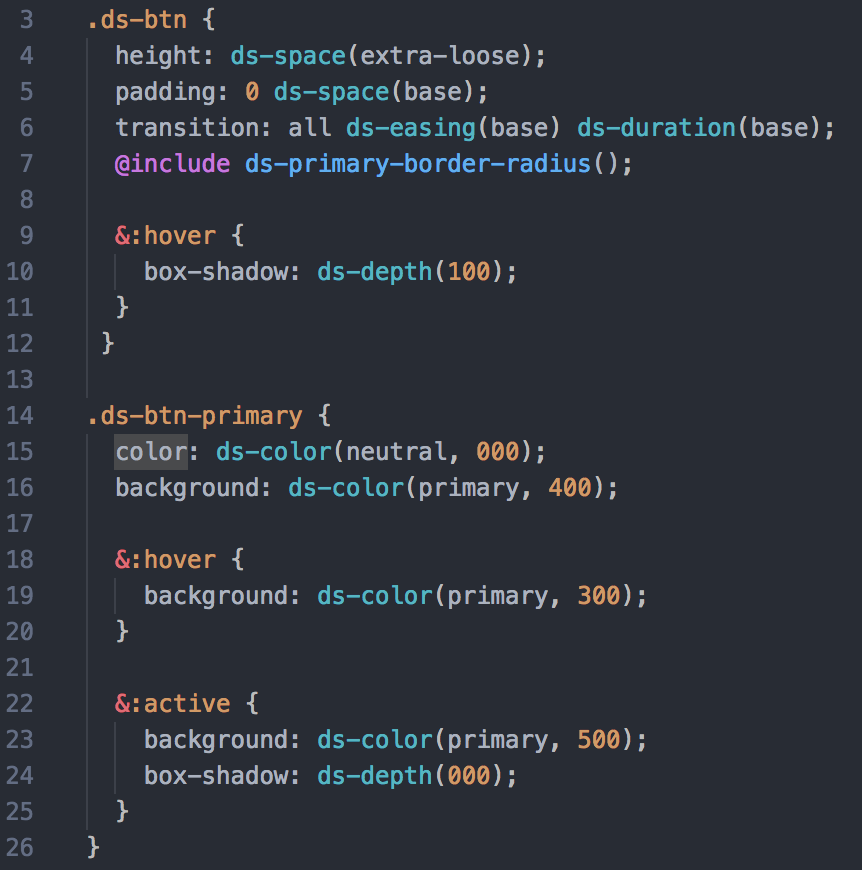 3 .ds-btn {
4 height: ds-space(extra-loose);
5 padding: 0 ds-space(base);
6 transition: all ds-easing(base) ds-duration(base);
7 @include ds-primary-border-radius();
8
9 &:hover {
10 box-shadow: ds-depth(100);
11 }
12 }
13
14 .ds-btn-primary {
15 color: ds-color(neutral, 000);
16 background: ds-color(primary, 400);
17
18 &:hover {
19 background: ds-color(primary, 300);
20 }
21
22 &:active {
23 background: ds-color(primary, 500);
24 box-shadow: ds-depth(000);
25 }
26 }